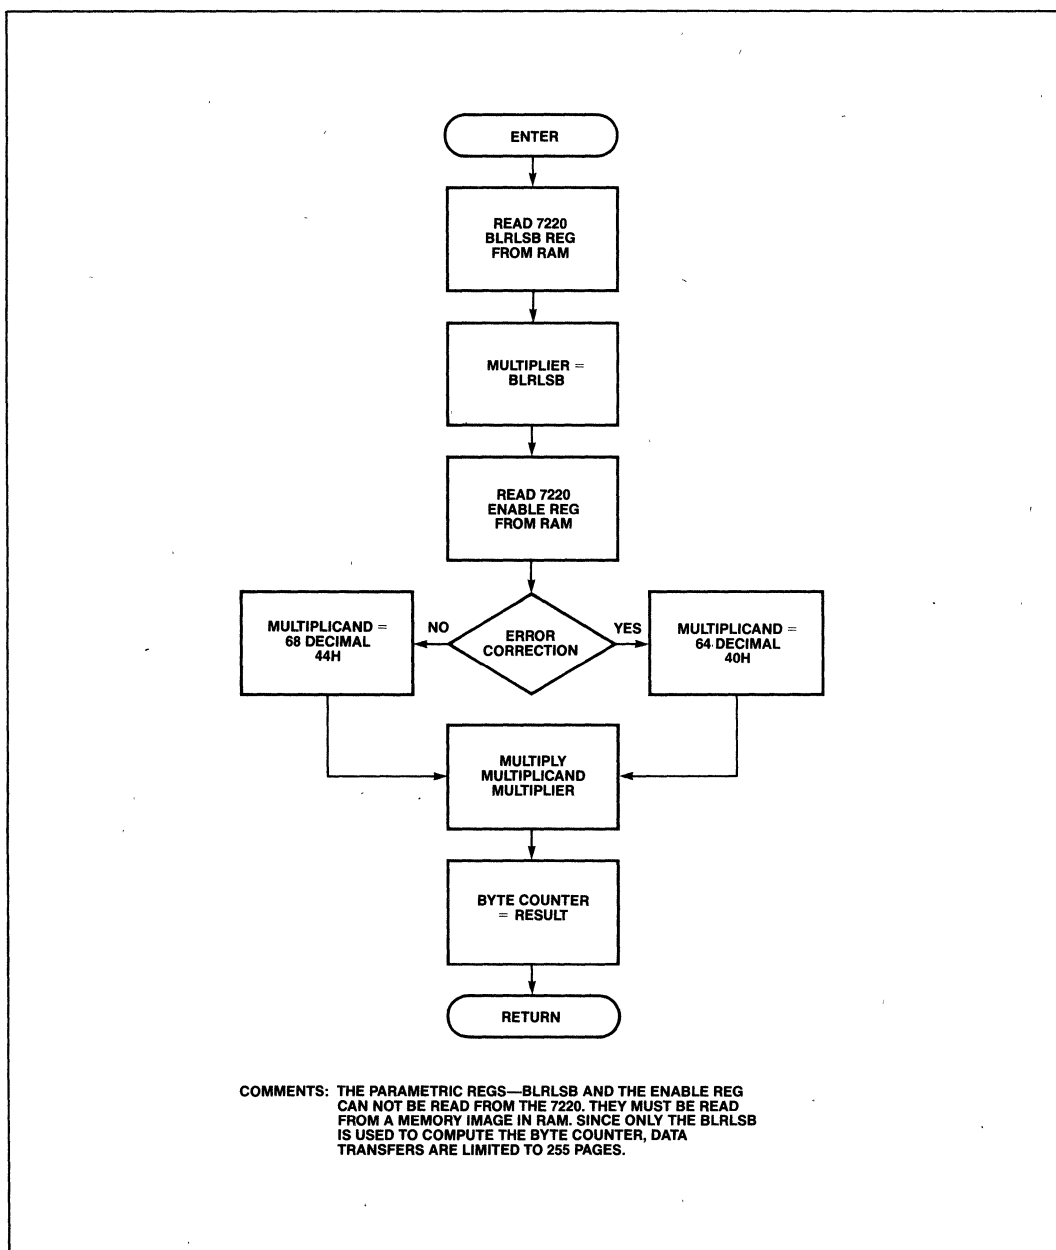 ENTER
READ 7220
BLRLSB REG
FROM RAM
MULTIPLIER =
BLRLSB
READ 7220
ENABLE REG
FROM RAM
MULTIPLICAND =
68 DECIMAL
44H
NO
ERROR
CORRECTION
YES
MULTIPLICAND =
64 DECIMAL
40H
MULTIPLY
MULTIPLICAND
MULTIPLIER
BYTE COUNTER
= RESULT
RETURN
COMMENTS: THE PARAMETRIC REGS—BLRLSB AND THE ENABLE REG
CAN NOT BE READ FROM THE 7220. THEY MUST BE READ
FROM A MEMORY IMAGE IN RAM. SINCE ONLY THE BLRLSB
IS USED TO COMPUTE THE BYTE COUNTER, DATA
TRANSFERS ARE LIMITED TO 255 PAGES.